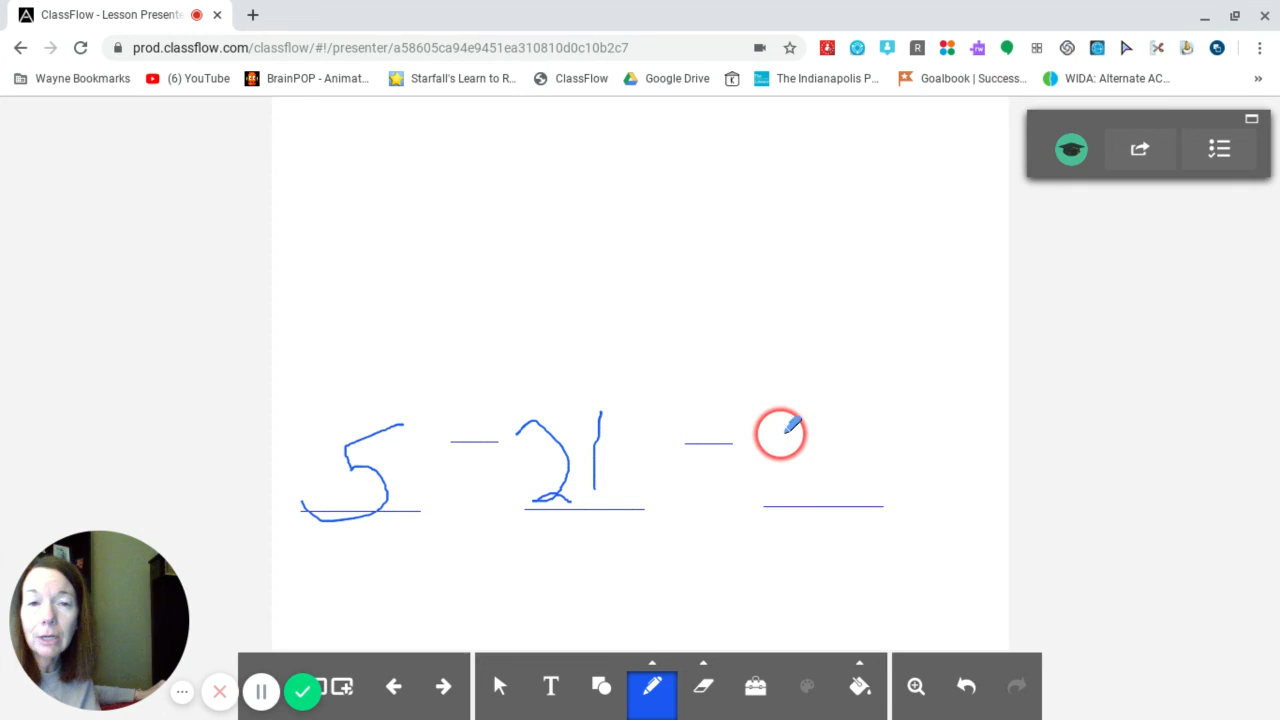 ClassFlow - Lesson Presente
prod.classflow.com/classflow/#!/presenter/a58605ca94e9451ea310810d0c10b2c7
Wayne Bookmarks (6) YouTube BrainPOP - Animat... Starfall's Learn to R... ClassFlow Google Drive The Indianapolis P... Goalbook | Success... WIDA: Alternate AC... »
5 — 21 —
T